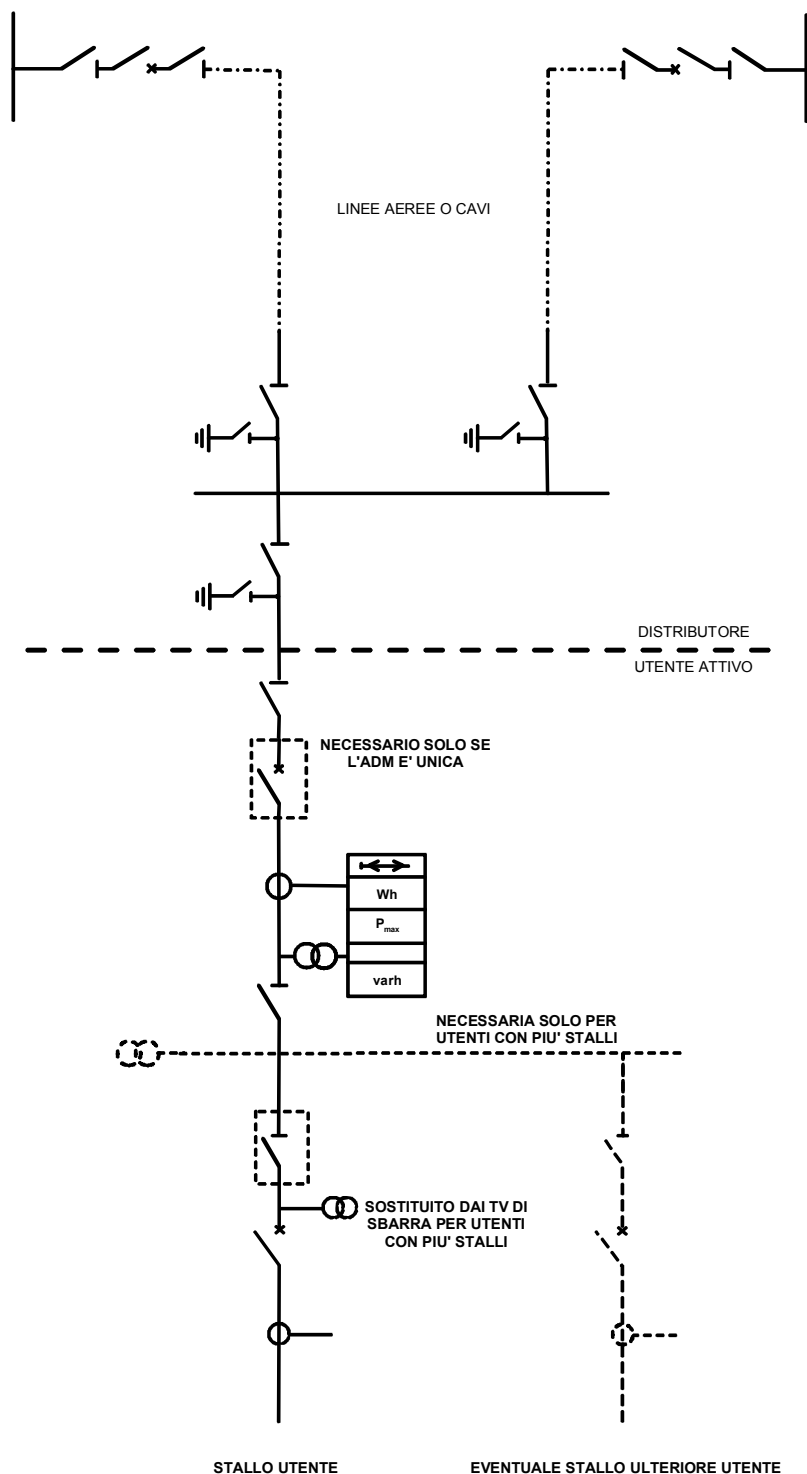 LINEE AEREE O CAVI
DISTRIBUTORE
UTENTE ATTIVO
NECESSARIO SOLO SE
L'ADM E' UNICA
Wh
Pmax
varh
NECESSARIA SOLO PER
UTENTI CON PIU' STALLI
SOSTITUITO DAI TV DI
SBARRA PER UTENTI
CON PIU' STALLI
STALLO UTENTE
EVENTUALE STALLO ULTERIORE UTENTE